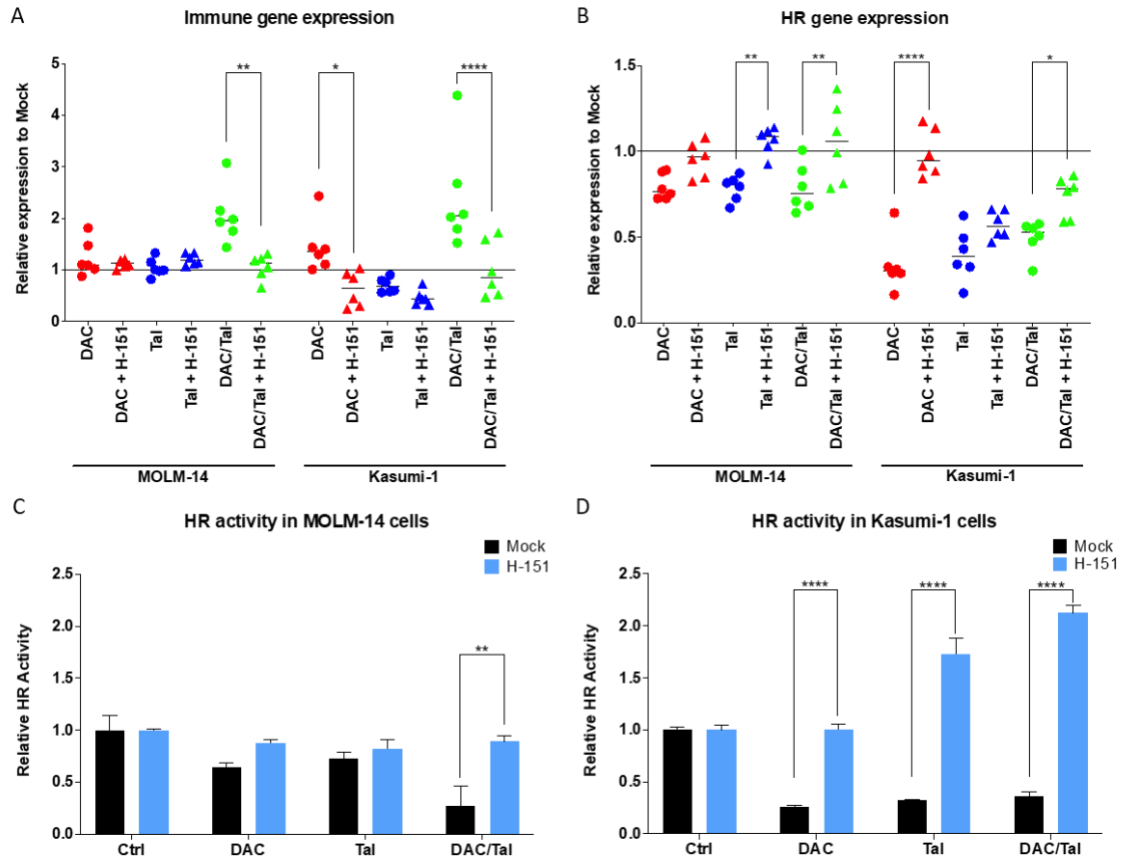 A
Immune gene expression
Relative expression to Mock
5
4
3
2
1
0
**
*
****
DAC
DAC + H-151
Tal
Tal + H-151
DAC/Tal
DAC/Tal + H-151
DAC
DAC + H-151
Tal
Tal + H-151
DAC/Tal
DAC/Tal + H-151
MOLM-14
Kasumi-1
B
HR gene expression
Relative expression to Mock
1.5
1.0
0.5
0.0
**
**
****
*
DAC
DAC + H-151
Tal
Tal + H-151
DAC/Tal
DAC/Tal + H-151
DAC
DAC + H-151
Tal
Tal + H-151
DAC/Tal
DAC/Tal + H-151
MOLM-14
Kasumi-1
C
HR activity in MOLM-14 cells
Mock
H-151
Relative HR Activity
2.5
2.0
1.5
1.0
0.5
0.0
**
Ctrl
DAC
Tal
DAC/Tal
D
HR activity in Kasumi-1 cells
Mock
H-151
Relative HR Activity
2.5
2.0
1.5
1.0
0.5
0.0
****
****
****
Ctrl
DAC
Tal
DAC/Tal